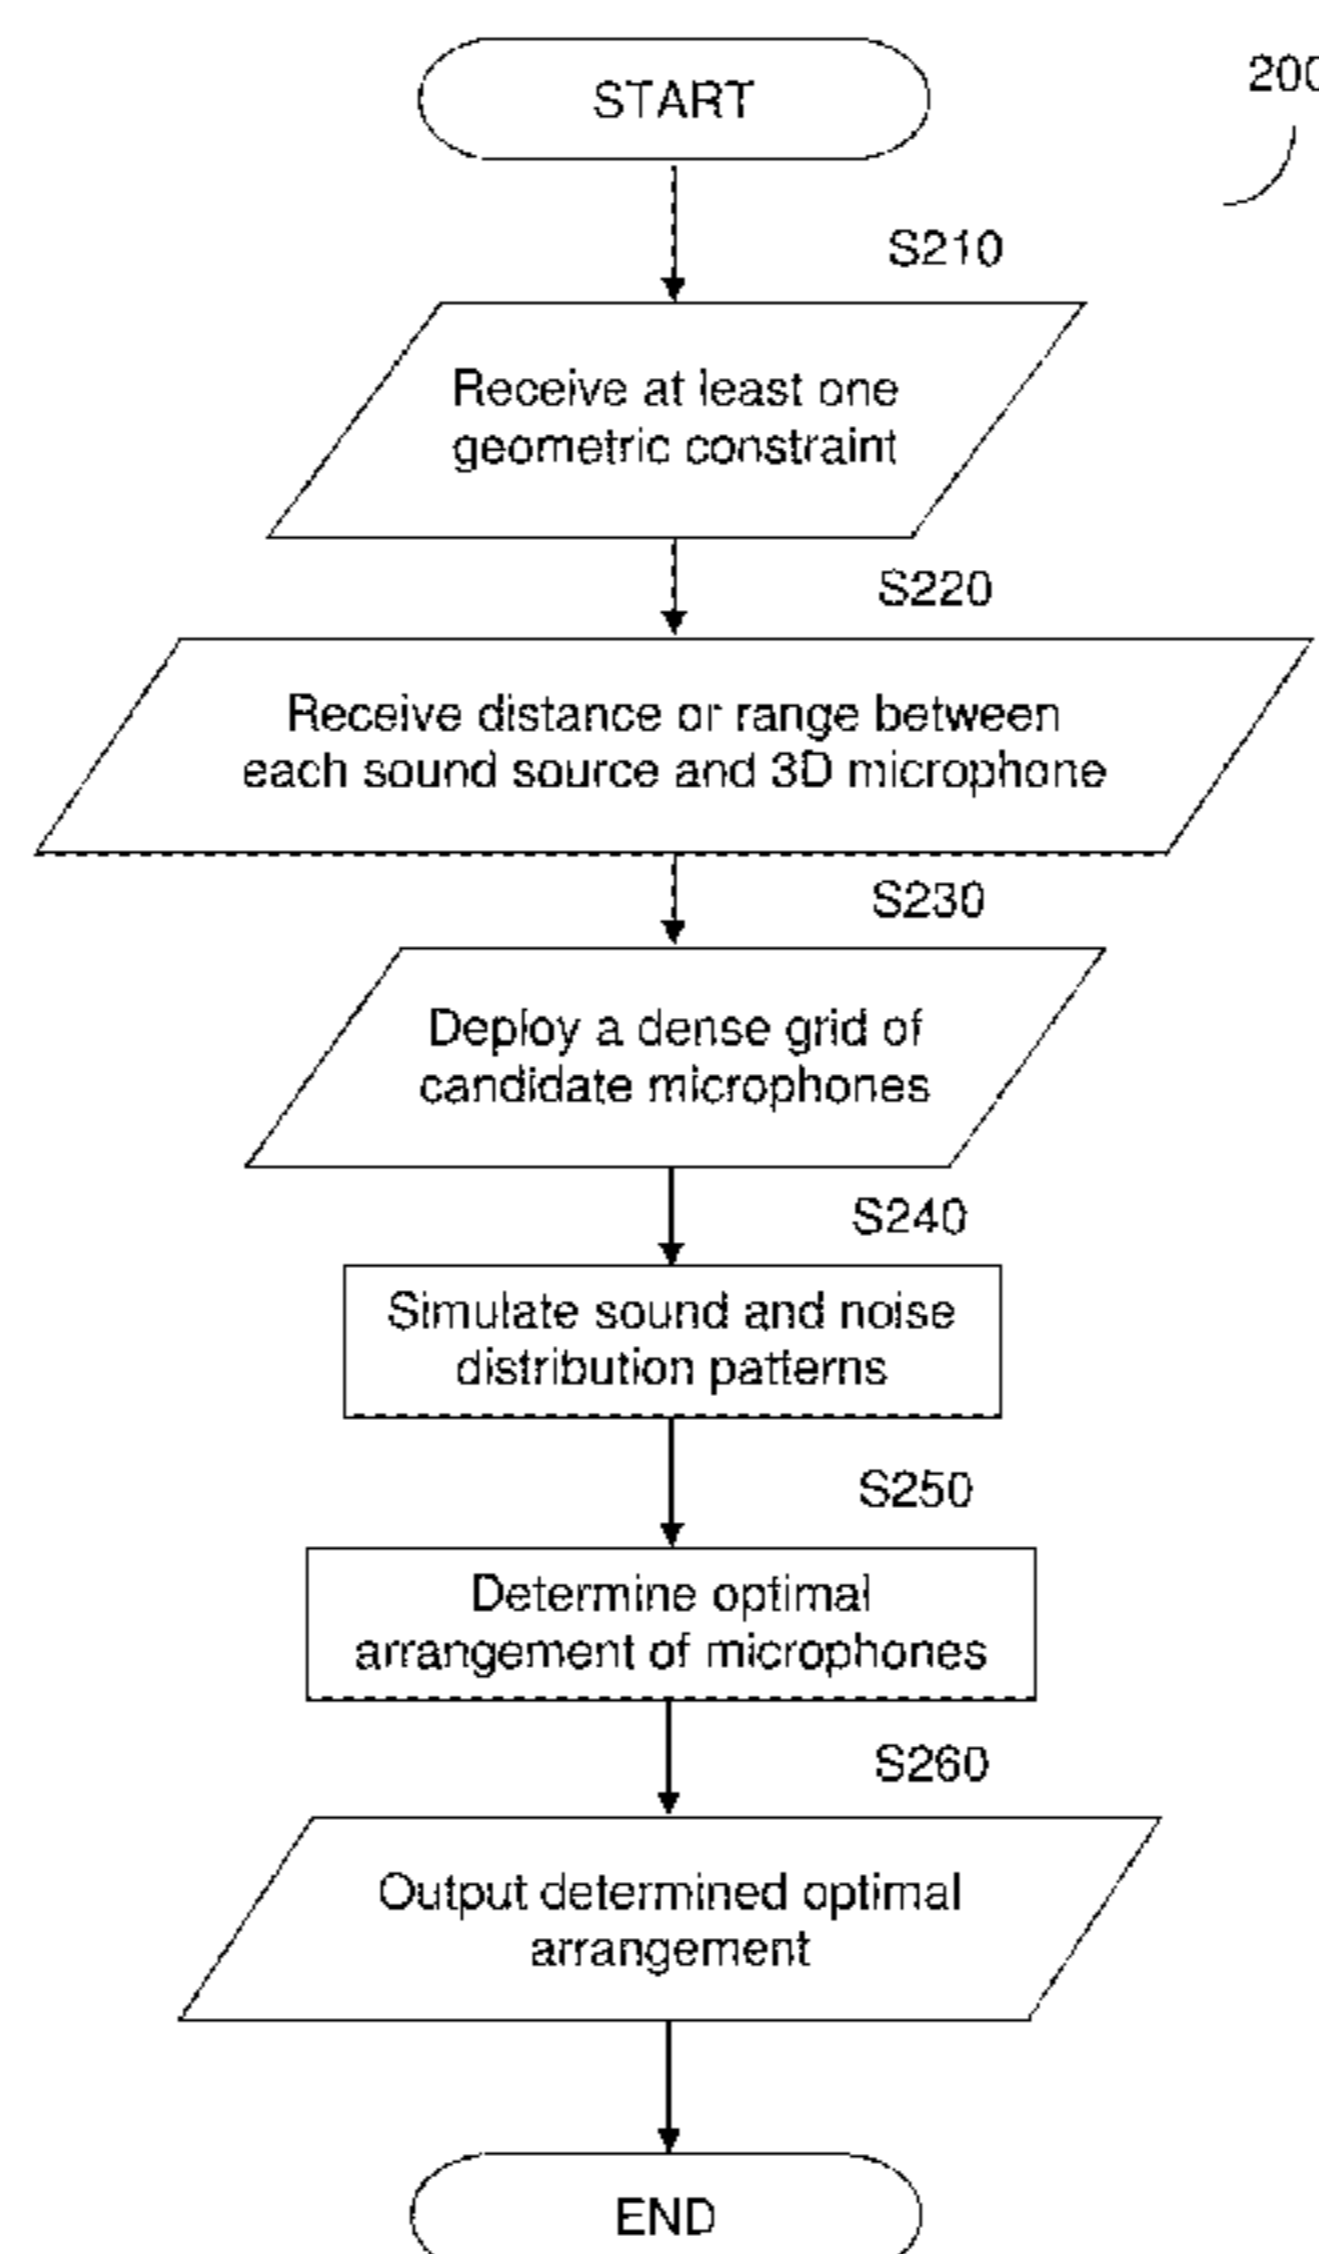 START
200
S210
Receive at least one
geometric constraint
S220
Receive distance or range between
each sound source and 3D microphone
S230
Deploy a dense grid of
candidate microphones
S240
Simulate sound and noise
distribution patterns
S250
Determine optimal
arrangement of microphones
S260
Output determined optimal
arrangement
END